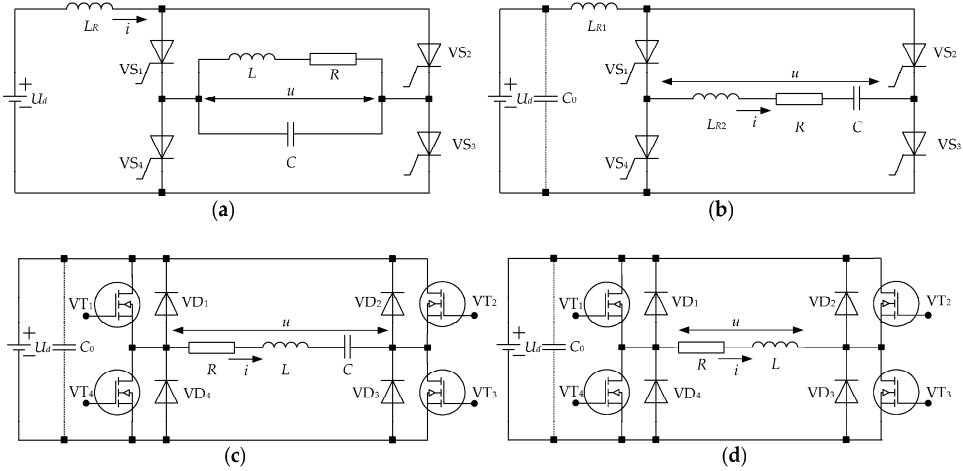 L_R i
VS₁
VS₂
L R
u
C
VS₄
VS₃
+
−
U_d
(a)
L_R1
VS₁
VS₂
u
+
−
U_d C₀
L_R2 i R C
VS₄
VS₃
(b)
VT₁ VD₁ VD₂ VT₂
u
+
−
U_d C₀
R i L C
VT₄ VD₄ VD₃ VT₃
(c)
VT₁ VD₁ VD₂ VT₂
u
+
−
U_d C₀
R i L
VT₄ VD₄ VD₃ VT₃
(d)